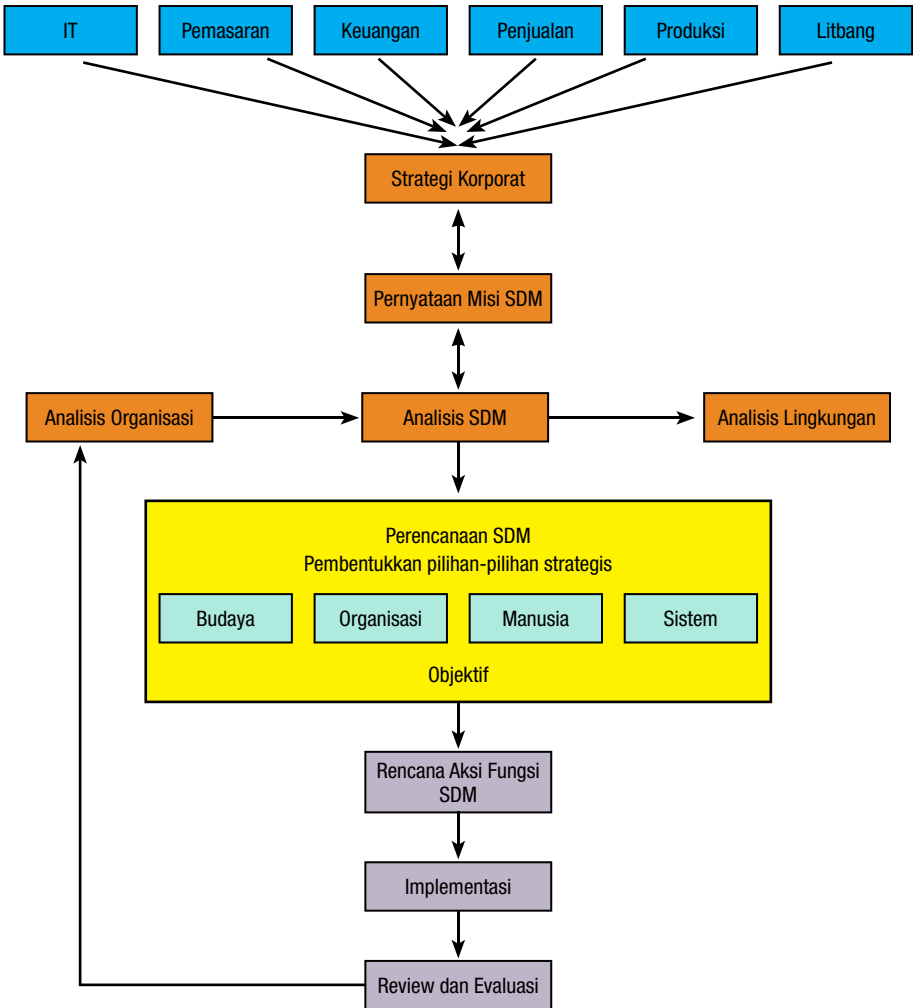 IT
Pemasaran
Keuangan
Penjualan
Produksi
Litbang
Strategi Korporat
Pernyataan Misi SDM
Analisis Organisasi
Analisis SDM
Analisis Lingkungan
Perencanaan SDM
Pembentukkan pilihan-pilihan strategis
Budaya
Organisasi
Manusia
Sistem
Objektif
Rencana Aksi Fungsi
SDM
Implementasi
Review dan Evaluasi